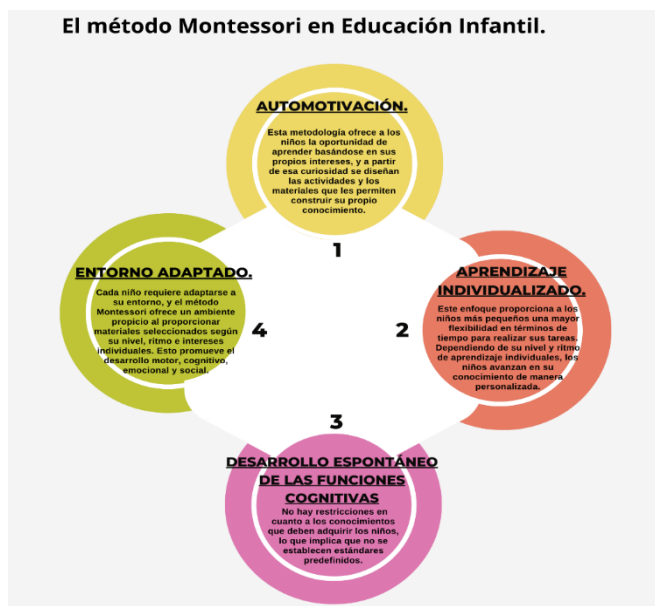 El método Montessori en Educación Infantil.
AUTOMOTIVACIÓN.
Esta metodología ofrece a los
niños la oportunidad de
aprender basándose en sus
propios intereses, y a partir
de esa curiosidad se diseñan
las actividades y los
materiales que les permiten
construir su propio
conocimiento.
1
APRENDIZAJE
INDIVIDUALIZADO.
Este enfoque proporciona a los
niños más pequeños una mayor
flexibilidad en términos de
tiempo para realizar sus tareas.
Dependiendo de su nivel y ritmo
de aprendizaje individuales, los
niños avanzan en su
conocimiento de manera
personalizada.
2
3
DESARROLLO ESPONTÁNEO
DE LAS FUNCIONES
COGNITIVAS
No hay restricciones en
cuanto a los conocimientos
que deben adquirir los niños,
lo que implica que no se
establecen estándares
predefinidos.
ENTORNO ADAPTADO.
Cada niño requiere adaptarse a
su entorno, y el método
Montessori ofrece un ambiente
propicio al proporcionar
materiales seleccionados según
su nivel, ritmo e intereses
individuales. Esto promueve el
desarrollo motor, cognitivo,
emocional y social.
4